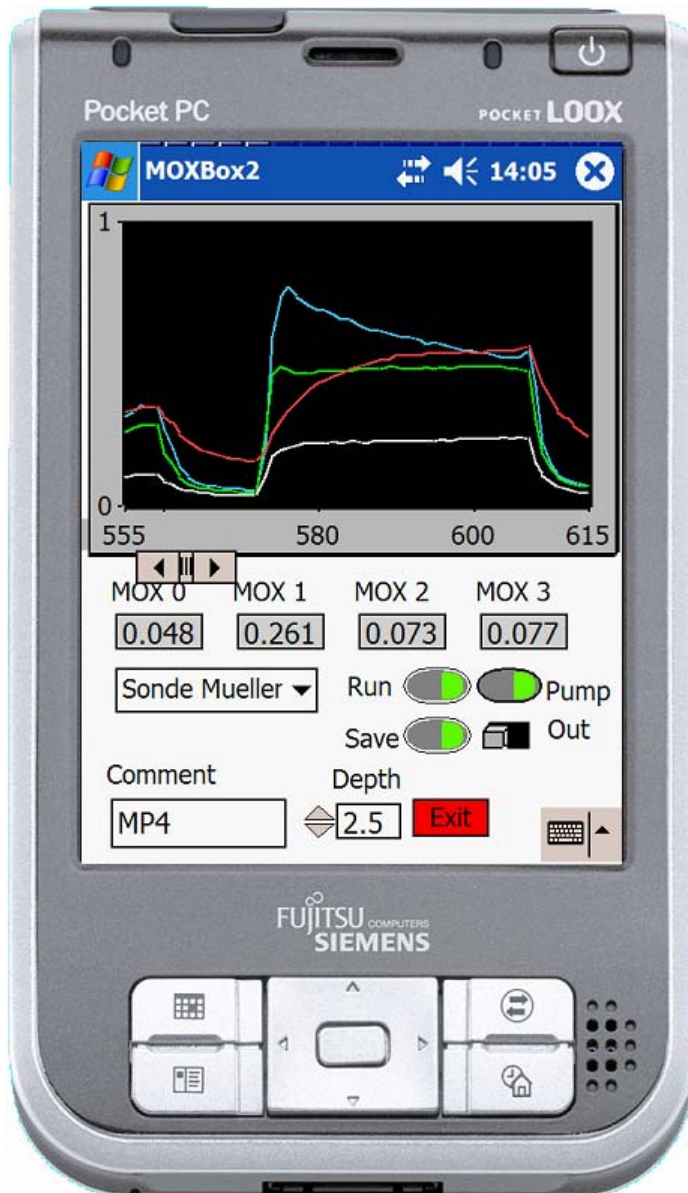 Pocket PC
POCKET LOOX
MOXBox2 14:05
1
0
555 580 600 615
MOX 0 MOX 1 MOX 2 MOX 3
0.048 0.261 0.073 0.077
Sonde Mueller Run Pump
Save Out
Comment Depth
MP4 2.5 Exit
FUJITSU COMPUTERS
SIEMENS